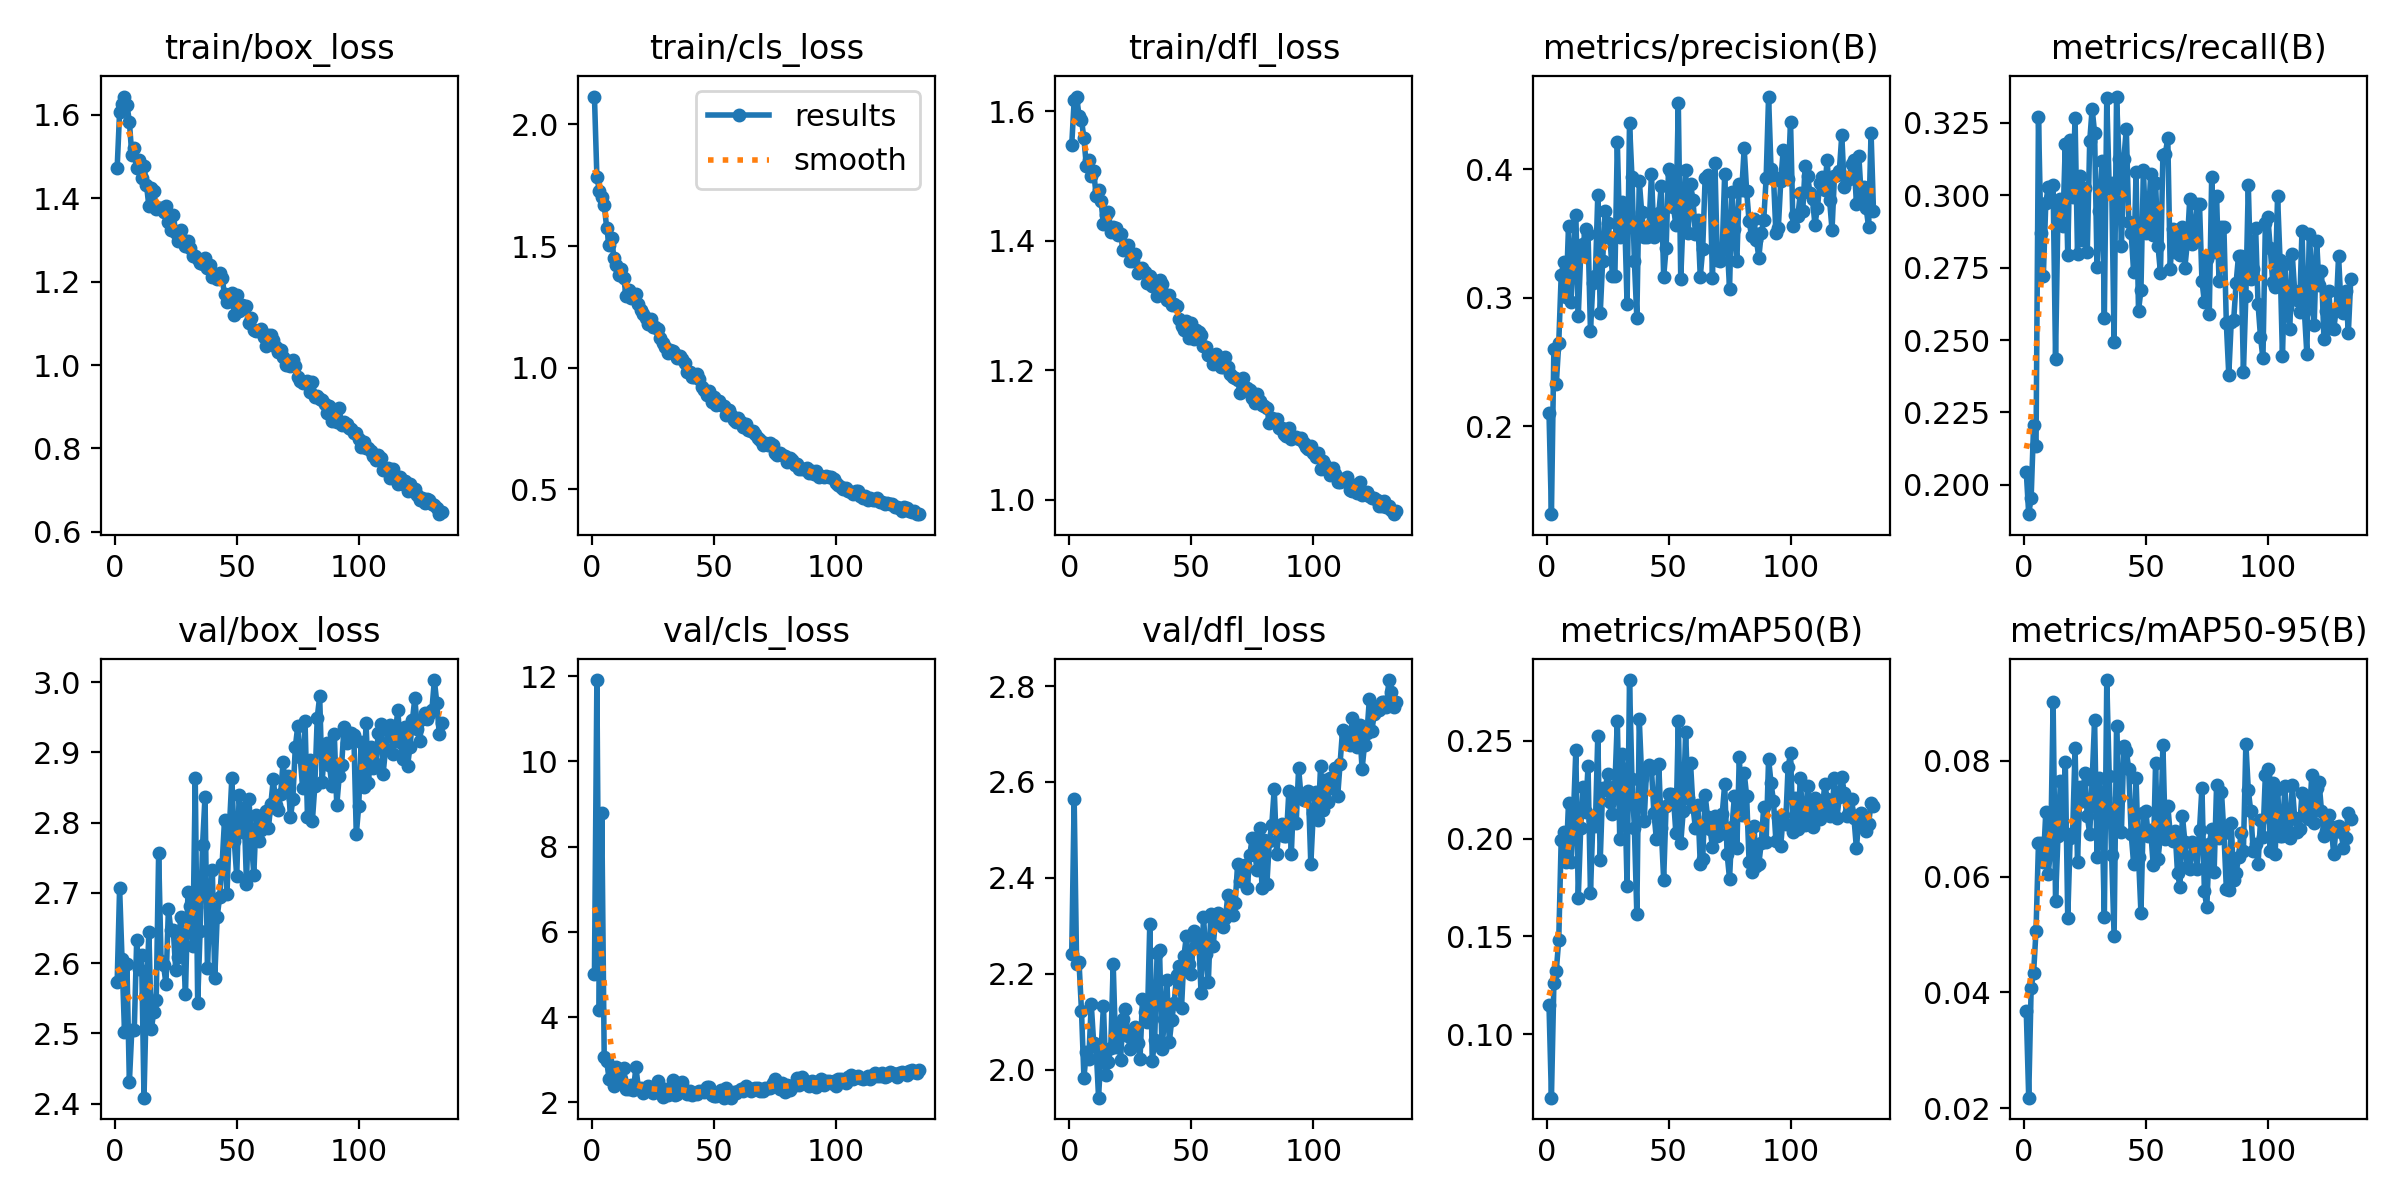 train/box_loss
1.6
1.4
1.2
1.0
0.8
0.6
0 50 100
train/cls_loss
results
smooth
2.0
1.5
1.0
0.5
0 50 100
train/dfl_loss
1.6
1.4
1.2
1.0
0 50 100
metrics/precision(B)
0.4
0.3
0.2
0 50 100
metrics/recall(B)
0.325
0.300
0.275
0.250
0.225
0.200
0 50 100
val/box_loss
3.0
2.9
2.8
2.7
2.6
2.5
2.4
0 50 100
val/cls_loss
12
10
8
6
4
2
0 50 100
val/dfl_loss
2.8
2.6
2.4
2.2
2.0
0 50 100
metrics/mAP50(B)
0.25
0.20
0.15
0.10
0 50 100
metrics/mAP50-95(B)
0.08
0.06
0.04
0.02
0 50 100